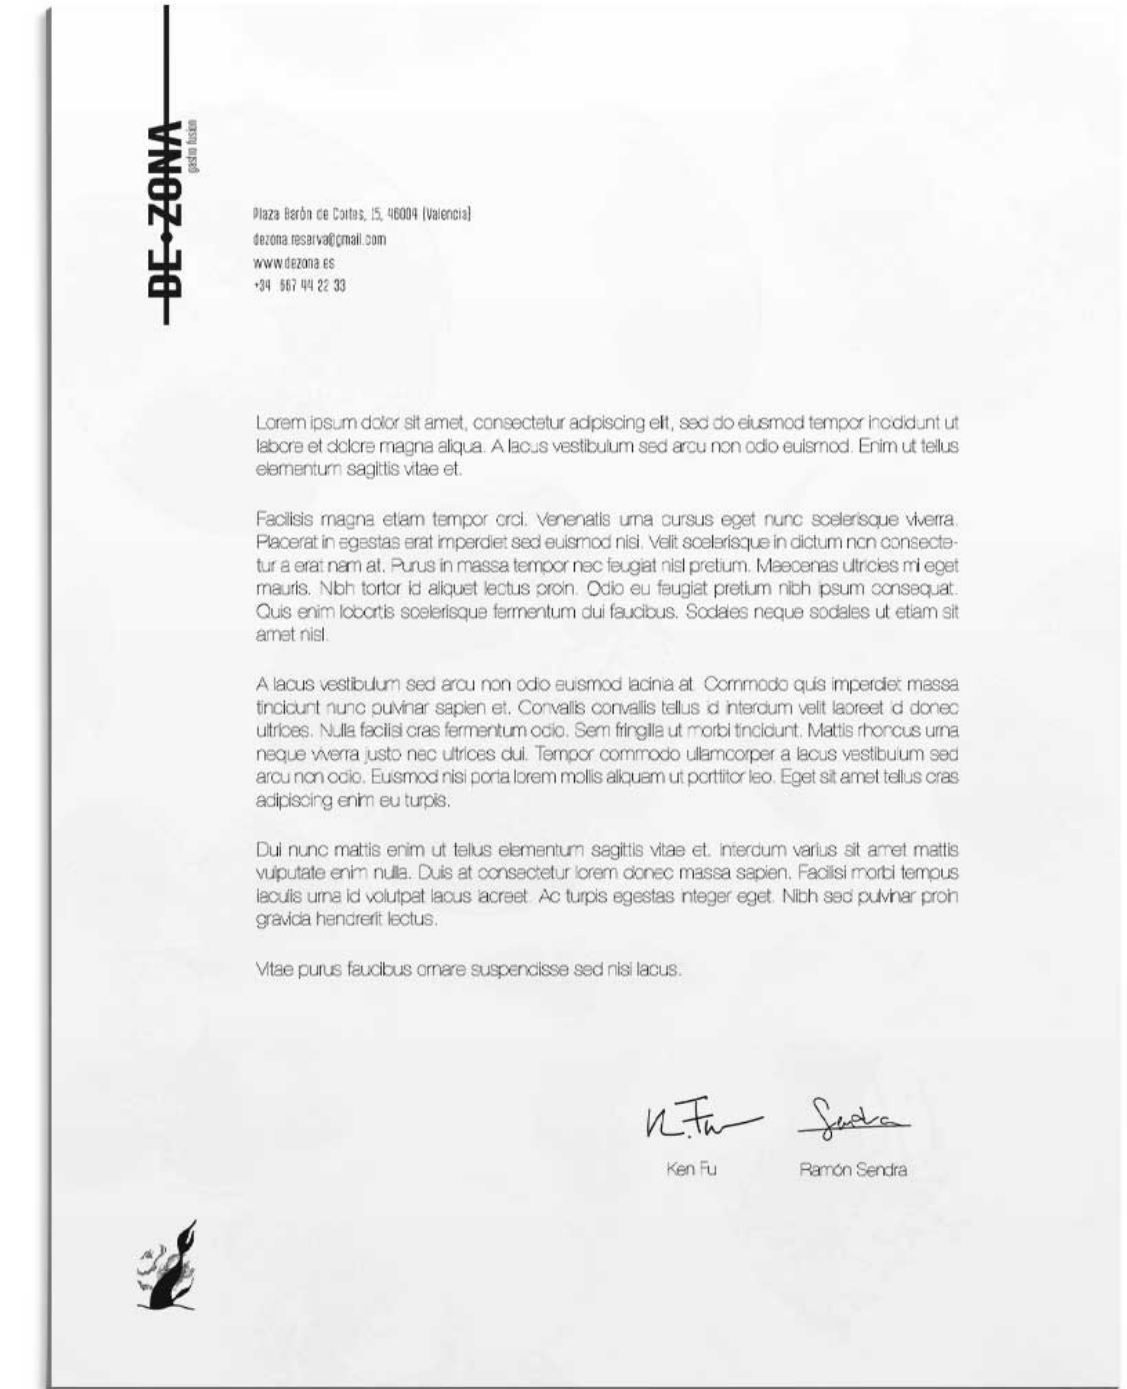 DE·ZONA
gastro fusion
Plaza Barón de Cortes, 15, 46004 (Valencia)
dezona.reserva@gmail.com
www.dezona.es
+34 667 44 22 33
Lorem ipsum dolor sit amet, consectetur adipiscing elit, sed do eiusmod tempor incididunt ut
labore et dolore magna aliqua. A lacus vestibulum sed arcu non odio euismod. Enim ut tellus
elementum sagittis vitae et.
Facilisis magna etiam tempor orci. Venenatis urna cursus eget nunc scelerisque viverra.
Placerat in egestas erat imperdiet sed euismod nisi. Velit scelerisque in dictum non consecte-
tur a erat nam at. Purus in massa tempor nec feugiat nisl pretium. Maecenas ultricies mi eget
mauris. Nibh tortor id aliquet lectus proin. Odio eu feugiat pretium nibh ipsum consequat.
Quis enim lobortis scelerisque fermentum dui faucibus. Sodales neque sodales ut etiam sit
amet nisl.
A lacus vestibulum sed arcu non odio euismod lacinia at. Commodo quis imperdiet massa
tincidunt nunc pulvinar sapien et. Convallis convallis tellus id interdum velit laoreet id donec
ultrices. Nulla facilisi cras fermentum odio. Sem fringilla ut morbi tincidunt. Mattis rhoncus urna
neque viverra justo nec ultrices dui. Tempor commodo ullamcorper a lacus vestibulum sed
arcu non odio. Euismod nisi porta lorem mollis aliquam ut porttitor leo. Eget sit amet tellus cras
adipiscing enim eu turpis.
Dui nunc mattis enim ut tellus elementum sagittis vitae et. Interdum varius sit amet mattis
vulputate enim nulla. Duis at consectetur lorem donec massa sapien. Facilisi morbi tempus
iaculis urna id volutpat lacus laoreet. Ac turpis egestas integer eget. Nibh sed pulvinar proin
gravida hendrerit lectus.
Vitae purus faucibus ornare suspendisse sed nisi lacus.
K. Fu Sendra
Ken Fu Ramón Sendra